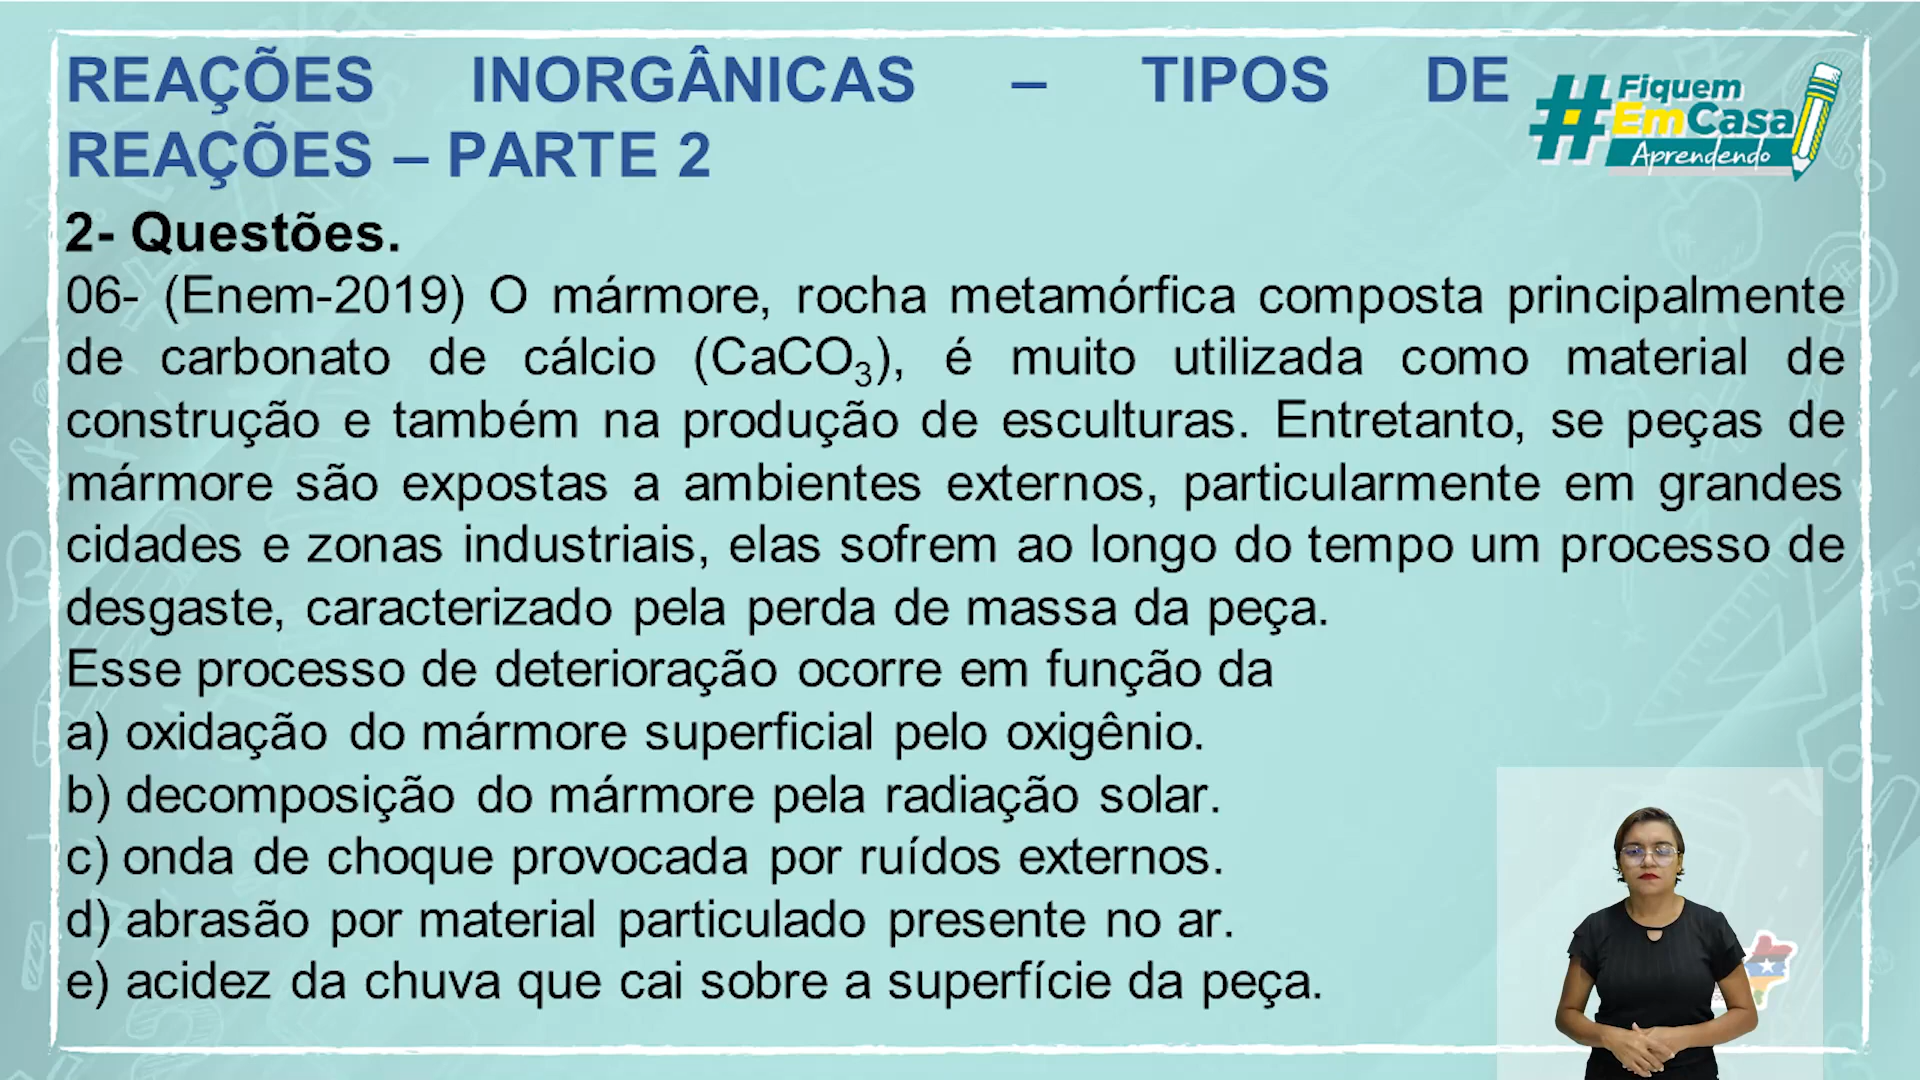 REAÇÕES INORGÂNICAS – TIPOS DE
REAÇÕES – PARTE 2
#Fiquem
EmCasa
Aprendendo
2- Questões.
06- (Enem-2019) O mármore, rocha metamórfica composta principalmente
de carbonato de cálcio (CaCO₃), é muito utilizada como material de
construção e também na produção de esculturas. Entretanto, se peças de
mármore são expostas a ambientes externos, particularmente em grandes
cidades e zonas industriais, elas sofrem ao longo do tempo um processo de
desgaste, caracterizado pela perda de massa da peça.
Esse processo de deterioração ocorre em função da
a) oxidação do mármore superficial pelo oxigênio.
b) decomposição do mármore pela radiação solar.
c) onda de choque provocada por ruídos externos.
d) abrasão por material particulado presente no ar.
e) acidez da chuva que cai sobre a superfície da peça.